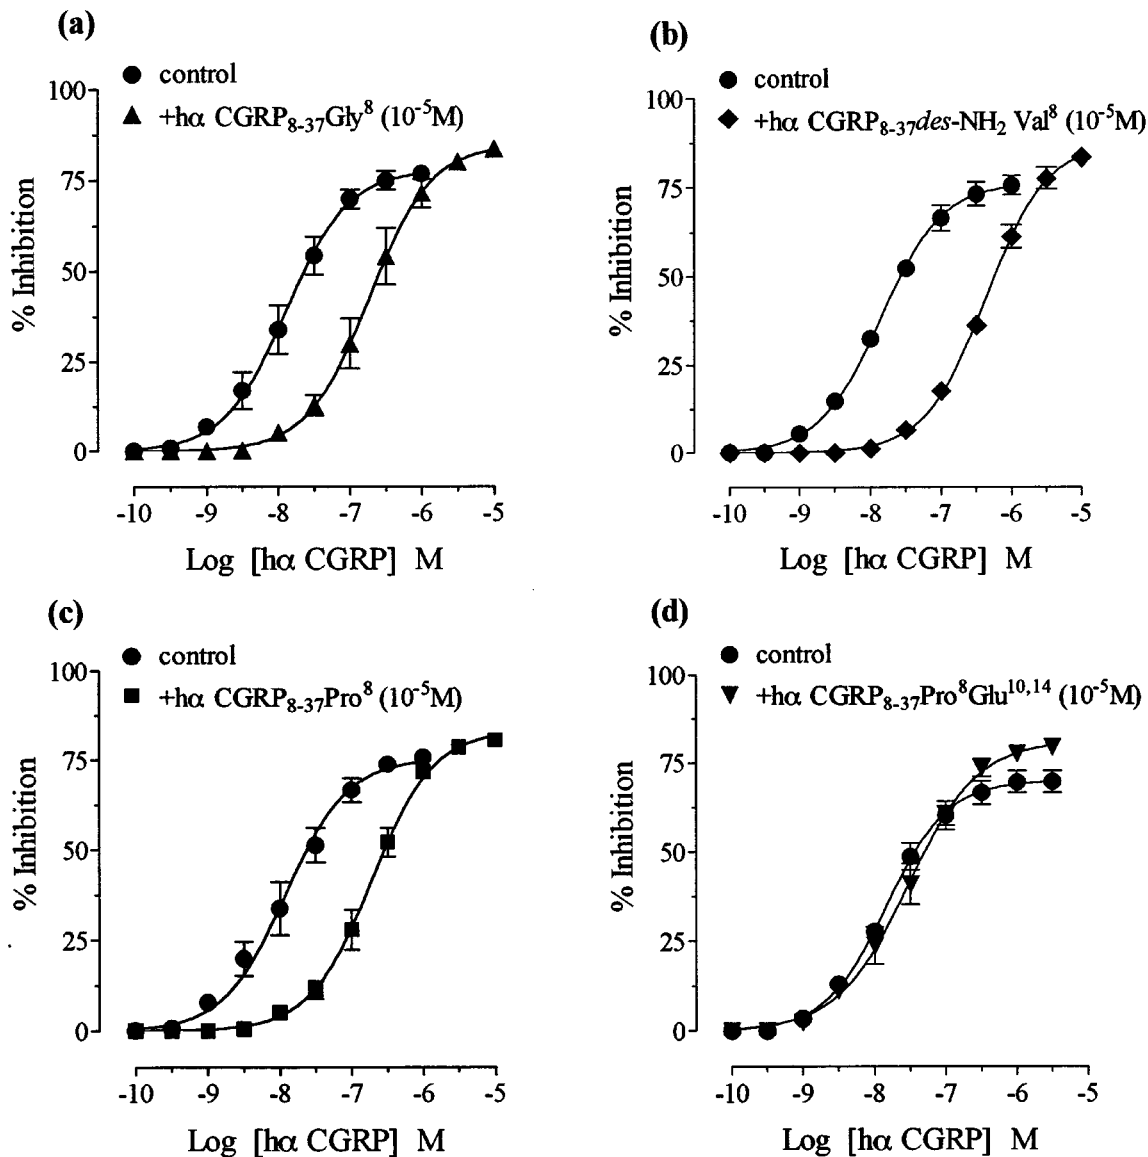 (a)
control
+hα CGRP₈₋₃₇Gly⁸ (10⁻⁵M)
100
75
50
25
0
% Inhibition
-10 -9 -8 -7 -6 -5
Log [hα CGRP] M
(b)
control
+hα CGRP₈₋₃₇des-NH₂ Val⁸ (10⁻⁵M)
100
75
50
25
0
% Inhibition
-10 -9 -8 -7 -6 -5
Log [hα CGRP] M
(c)
control
+hα CGRP₈₋₃₇Pro⁸ (10⁻⁵M)
100
75
50
25
0
% Inhibition
-10 -9 -8 -7 -6 -5
Log [hα CGRP] M
(d)
control
+hα CGRP₈₋₃₇Pro⁸Glu¹⁰,¹⁴ (10⁻⁵M)
100
75
50
25
0
% Inhibition
-10 -9 -8 -7 -6 -5
Log [hα CGRP] M